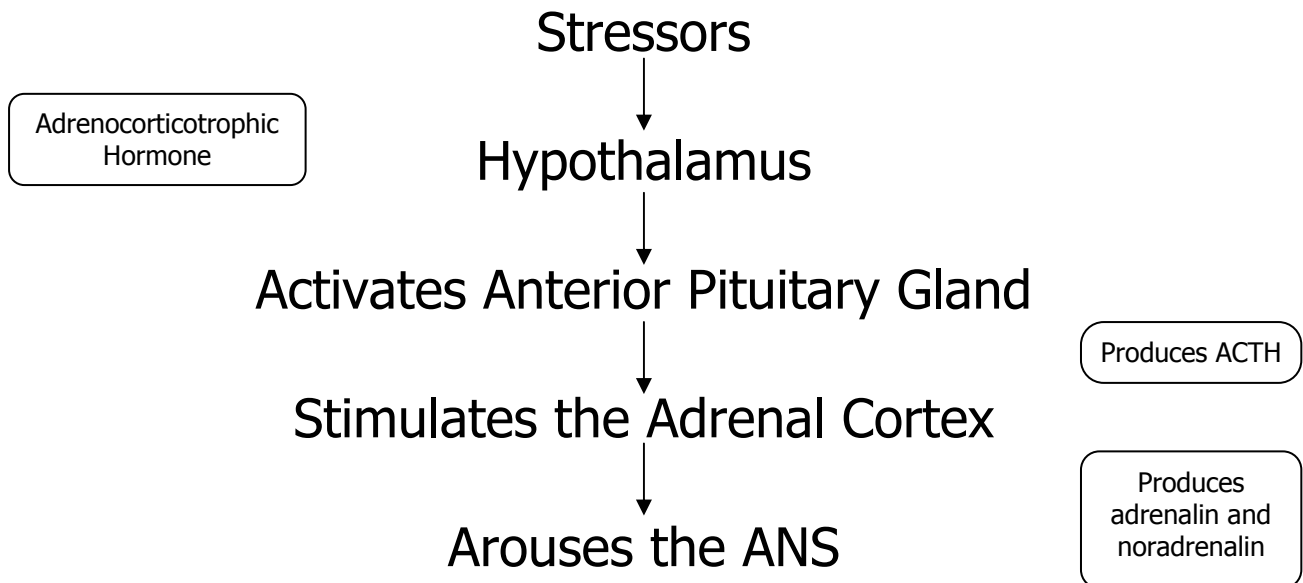 Stressors
Adrenocorticotrophic
Hormone
Hypothalamus
Activates Anterior Pituitary Gland
Produces ACTH
Stimulates the Adrenal Cortex
Produces
adrenalin and
noradrenalin
Arouses the ANS